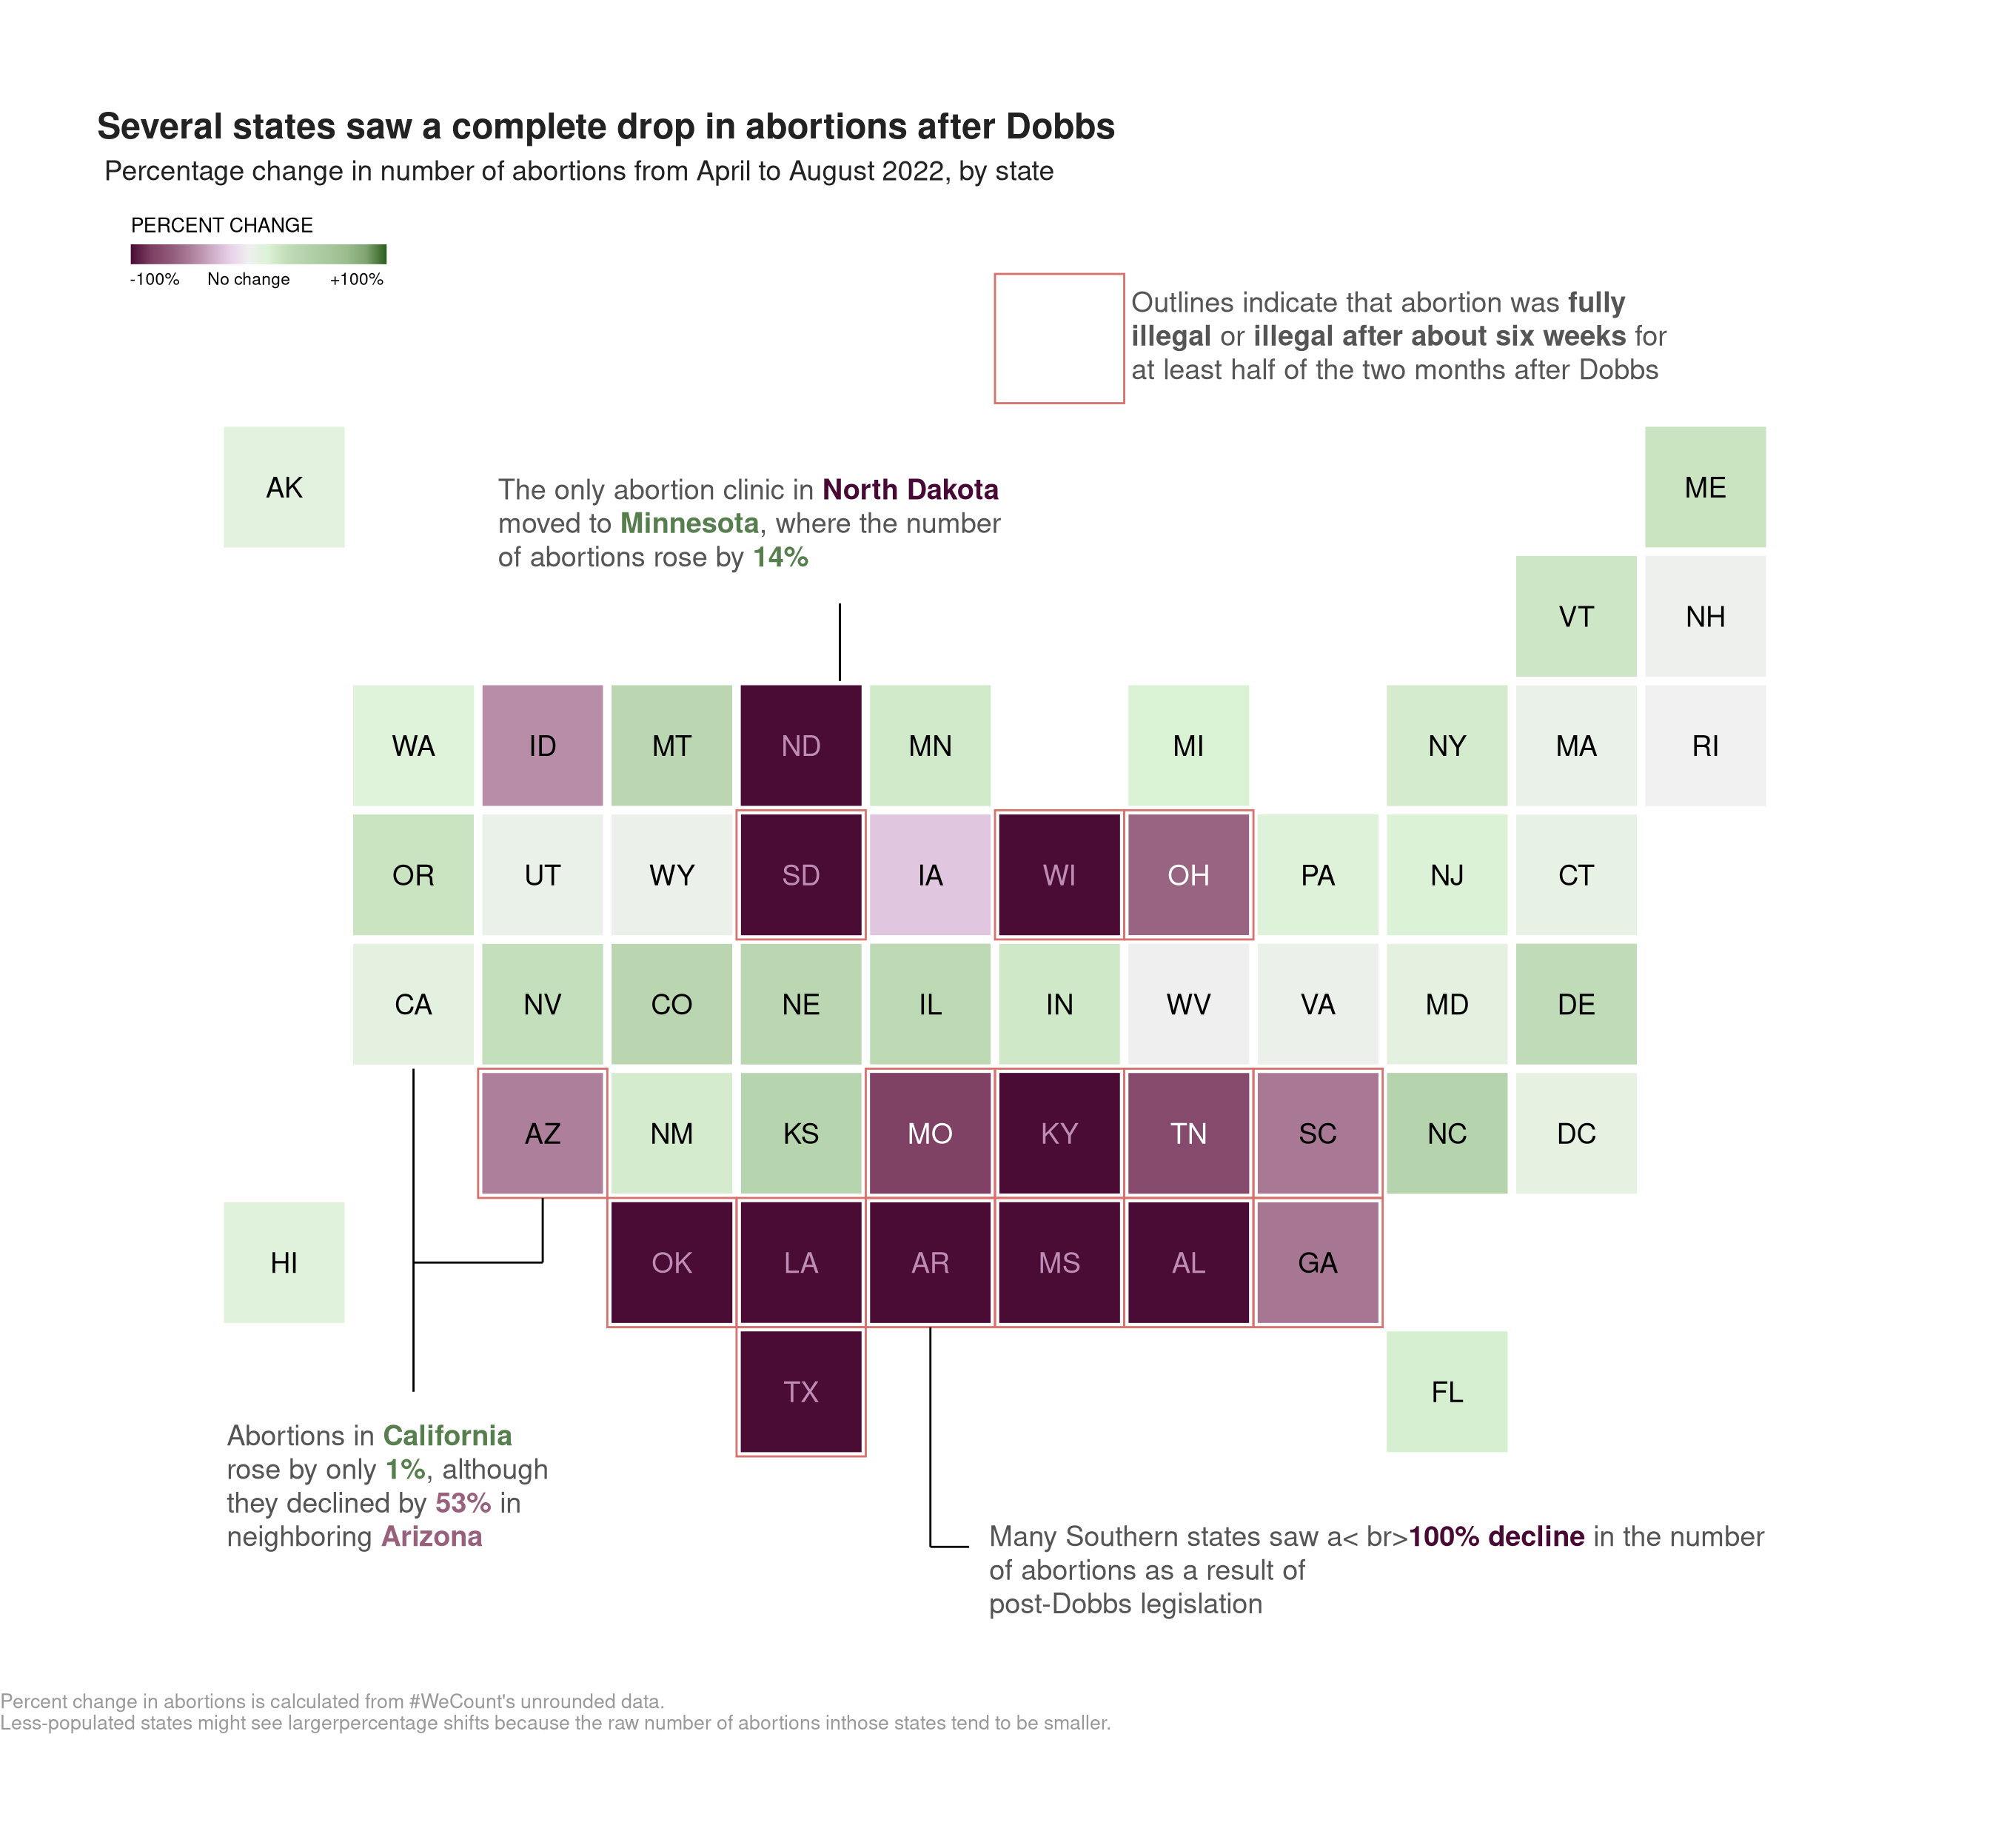 Several states saw a complete drop in abortions after Dobbs
Percentage change in number of abortions from April to August 2022, by state
PERCENT CHANGE
-100% No change +100%
Outlines indicate that abortion was fully
illegal or illegal after about six weeks for
at least half of the two months after Dobbs
AK
ME
The only abortion clinic in North Dakota
moved to Minnesota, where the number
of abortions rose by 14%
VT NH
WA ID MT ND MN MI NY MA RI
OR UT WY SD IA WI OH PA NJ CT
CA NV CO NE IL IN WV VA MD DE
AZ NM KS MO KY TN SC NC DC
HI OK LA AR MS AL GA
TX FL
Abortions in California
rose by only 1%, although
they declined by 53% in
neighboring Arizona
Many Southern states saw a< br>100% decline in the number
of abortions as a result of
post-Dobbs legislation
Percent change in abortions is calculated from #WeCount's unrounded data.
Less-populated states might see largerpercentage shifts because the raw number of abortions inthose states tend to be smaller.